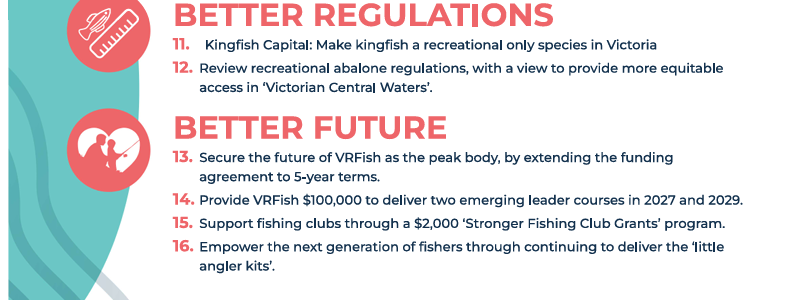 BETTER REGULATIONS
11. Kingfish Capital: Make kingfish a recreational only species in Victoria
12. Review recreational abalone regulations, with a view to provide more equitable
access in ‘Victorian Central Waters’.
BETTER FUTURE
13. Secure the future of VRFish as the peak body, by extending the funding
agreement to 5-year terms.
14. Provide VRFish $100,000 to deliver two emerging leader courses in 2027 and 2029.
15. Support fishing clubs through a $2,000 ‘Stronger Fishing Club Grants’ program.
16. Empower the next generation of fishers through continuing to deliver the ‘little
angler kits’.